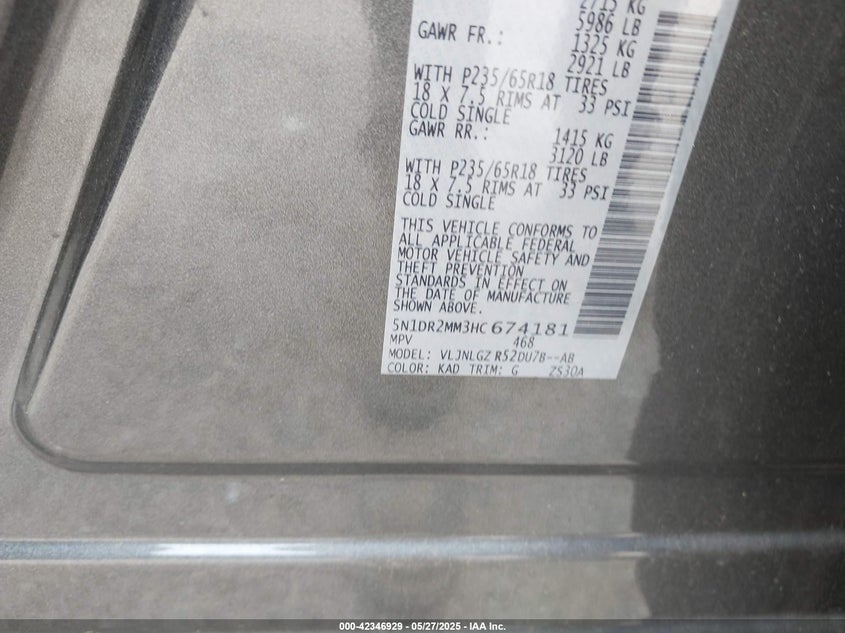 2715 KG
5986 LB
GAWR FR.: 1325 KG
2921 LB
WITH P235/65R18 TIRES
18 X 7.5 RIMS AT 33 PSI
COLD SINGLE
GAWR RR.: 1415 KG
3120 LB
WITH P235/65R18 TIRES
18 X 7.5 RIMS AT 33 PSI
COLD SINGLE
THIS VEHICLE CONFORMS TO
ALL APPLICABLE FEDERAL
MOTOR VEHICLE SAFETY AND
THEFT PREVENTION
STANDARDS IN EFFECT ON
THE DATE OF MANUFACTURE
SHOWN ABOVE.
5N1DR2MM3HC674181
MPV 468
MODEL: VLJNLGZ R52DU7B--AB
COLOR: KAD TRIM: G ZS30A
000-42346929 - 05/27/2025 - IAA Inc.